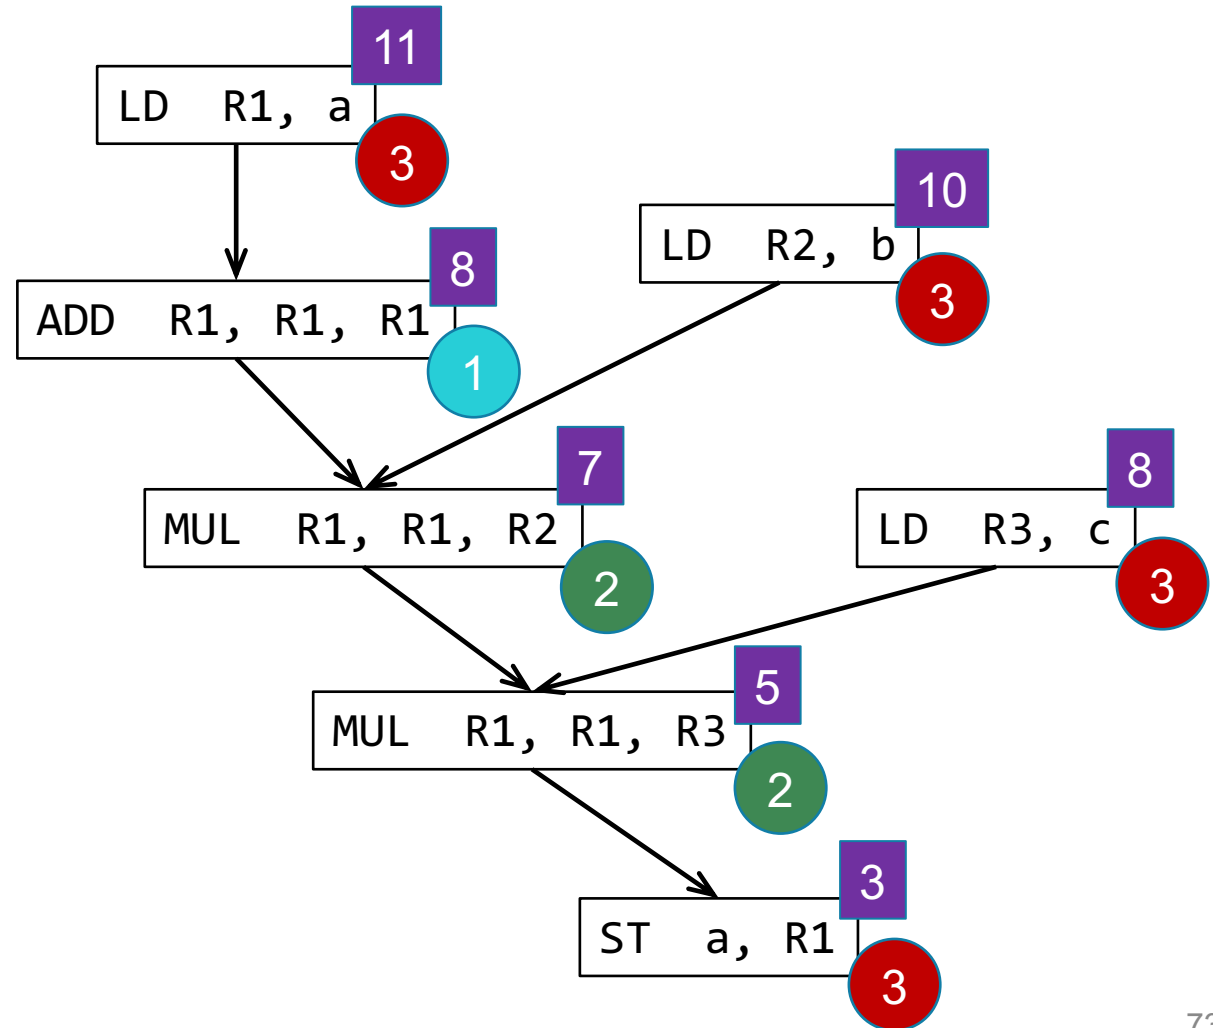 11
LD R1, a
3
10
LD R2, b
3
8
ADD R1, R1, R1
1
7
MUL R1, R1, R2
2
8
LD R3, c
3
5
MUL R1, R1, R3
2
3
ST a, R1
3